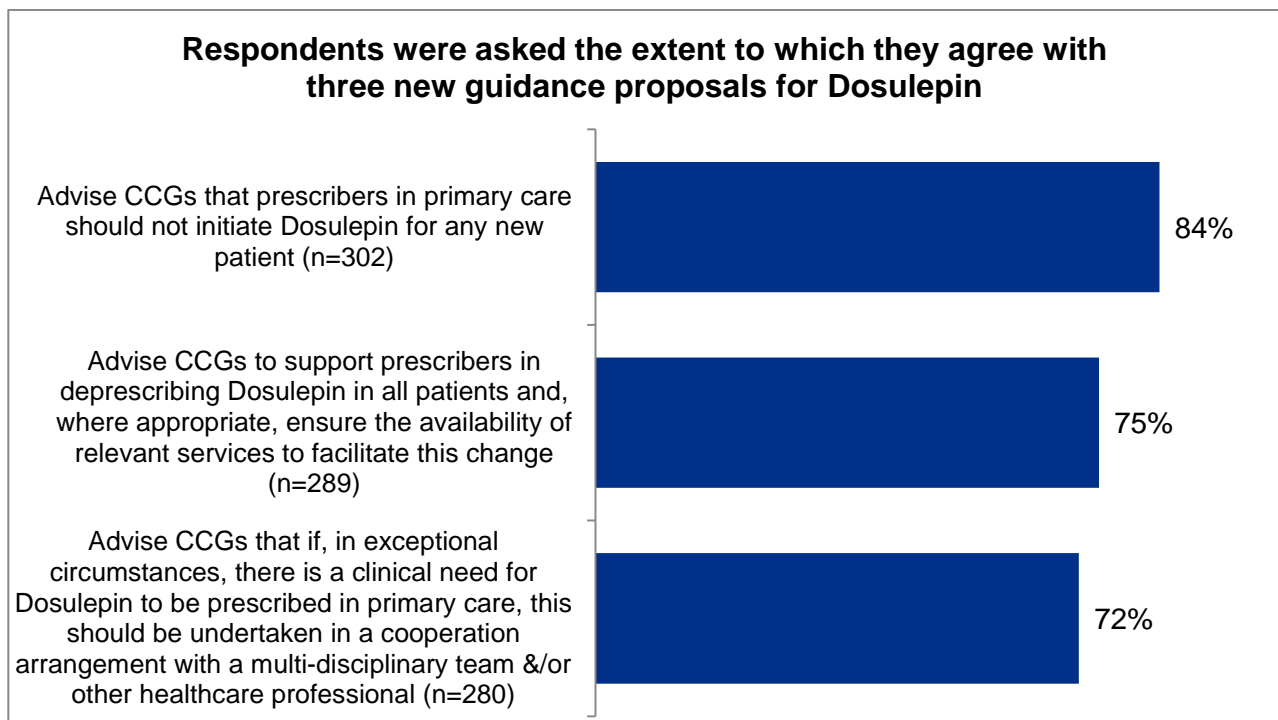 Respondents were asked the extent to which they agree with
three new guidance proposals for Dosulepin
Advise CCGs that prescribers in primary care
should not initiate Dosulepin for any new
patient (n=302)
84%
Advise CCGs to support prescribers in
deprescribing Dosulepin in all patients and,
where appropriate, ensure the availability of
relevant services to facilitate this change
(n=289)
75%
Advise CCGs that if, in exceptional
circumstances, there is a clinical need for
Dosulepin to be prescribed in primary care, this
should be undertaken in a cooperation
arrangement with a multi-disciplinary team &/or
other healthcare professional (n=280)
72%